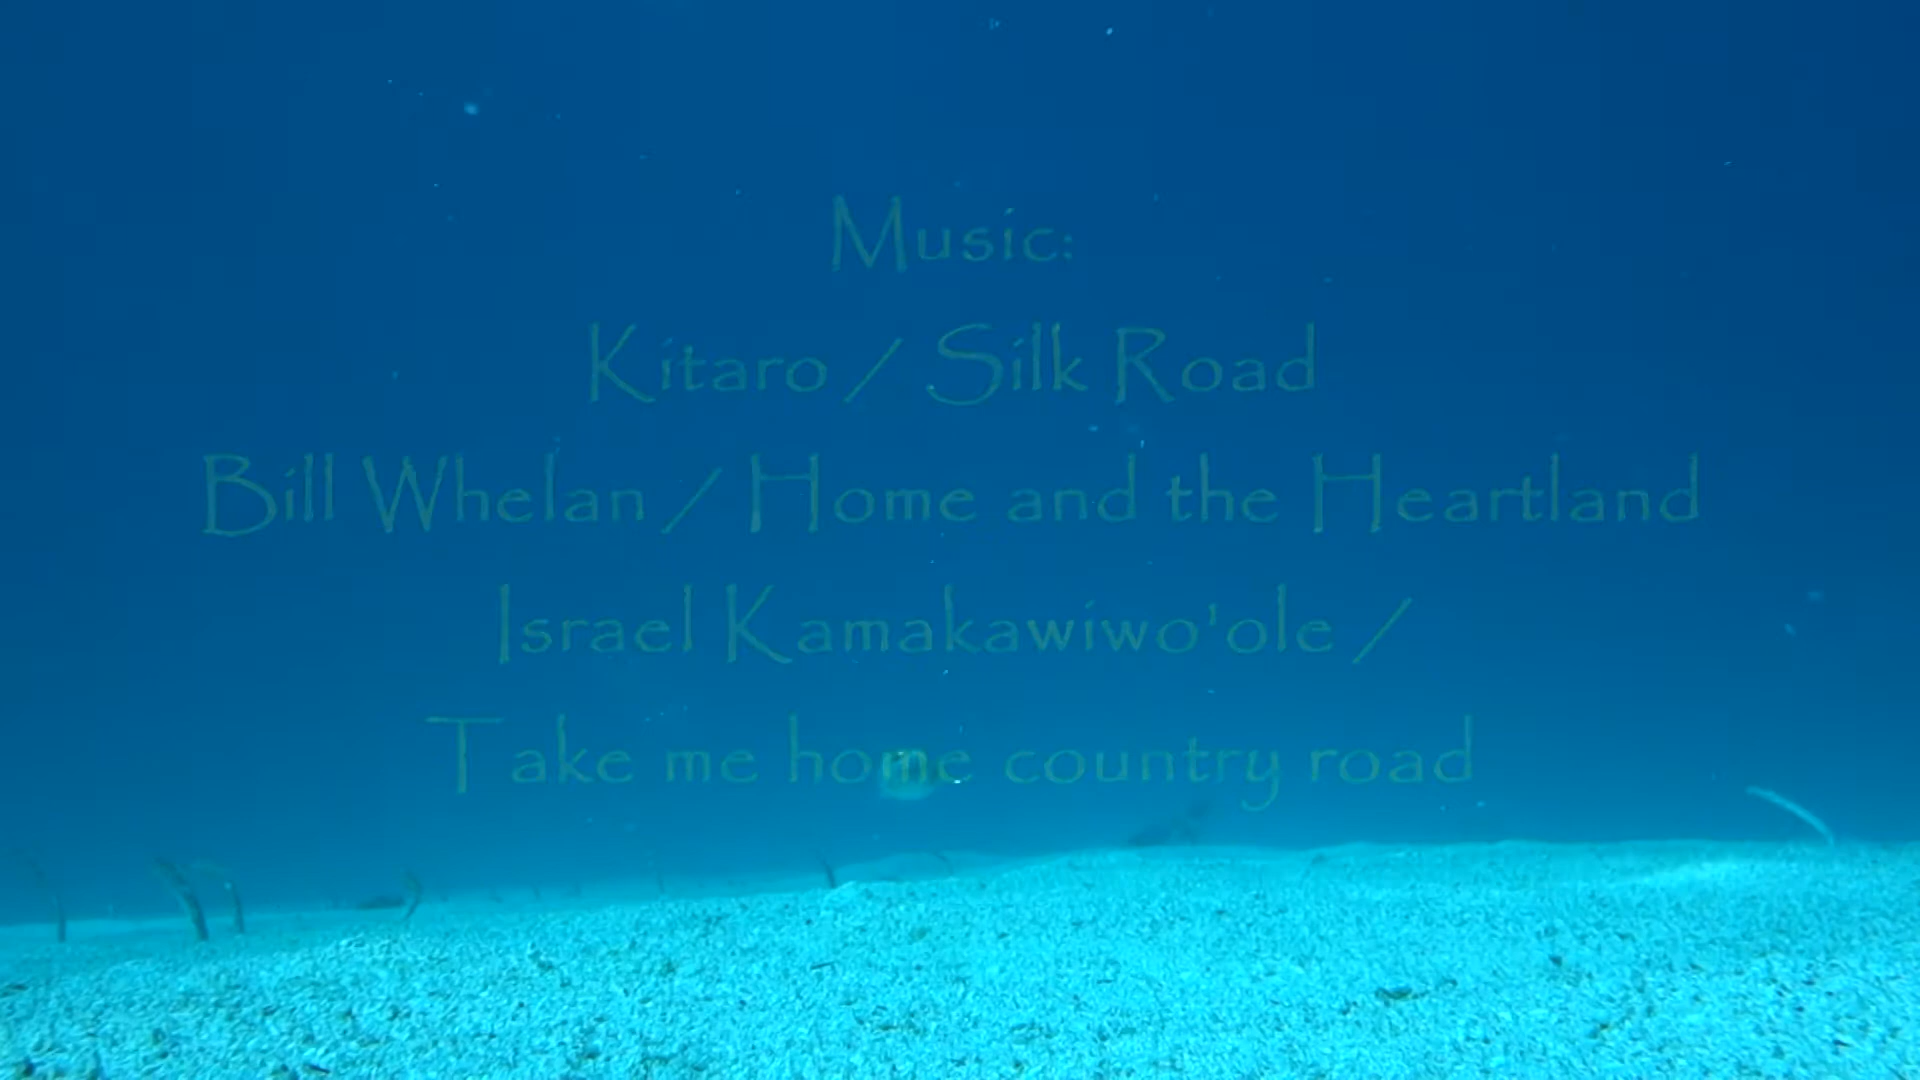 Music:
Kitaro / Silk Road
Bill Whelan / Home and the Heartland
Israel Kamakawiwo'ole /
Take me home country road